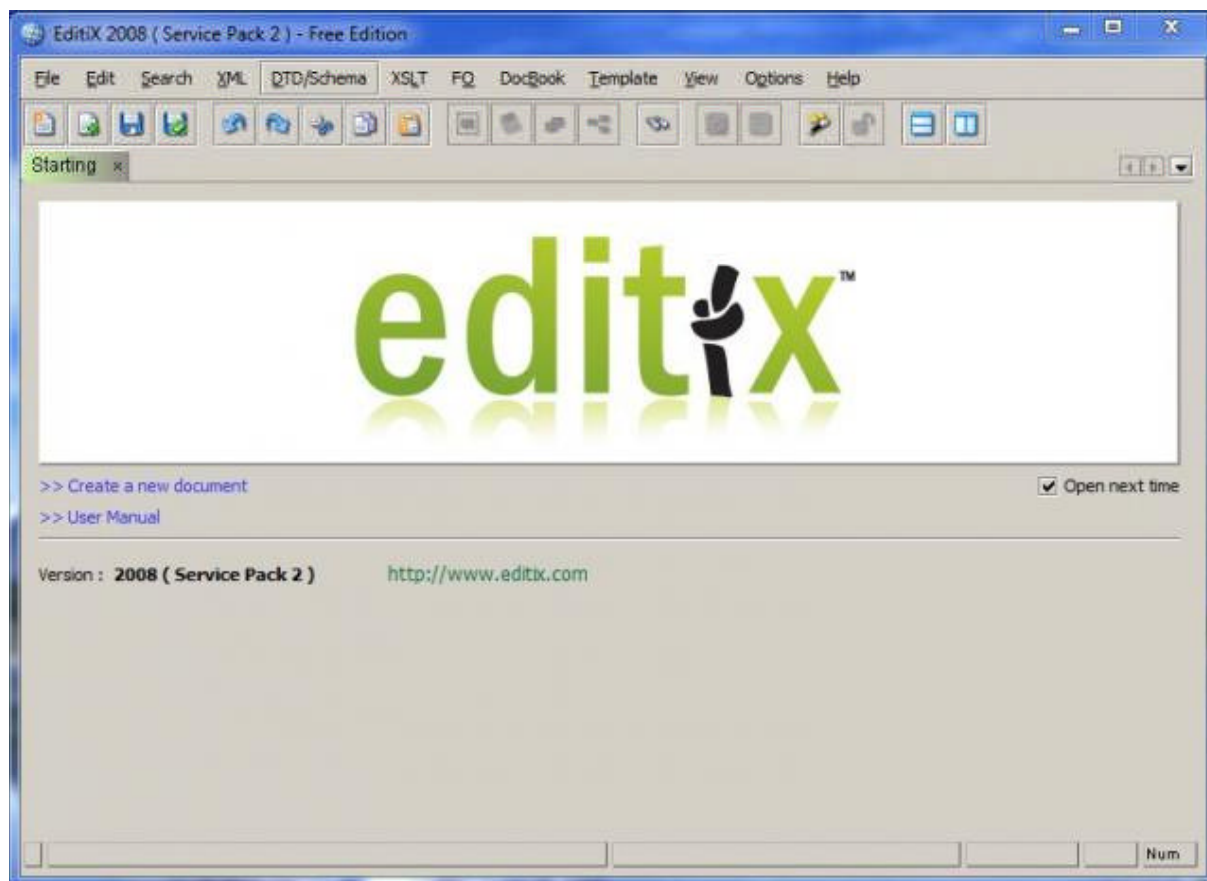 EditiX 2008 ( Service Pack 2 ) - Free Edition
File Edit Search XML DTD/Schema XSLT FO DocBook Template View Options Help
Starting
editix™
>> Create a new document
Open next time
>> User Manual
Version : 2008 ( Service Pack 2 ) http://www.editix.com
Num